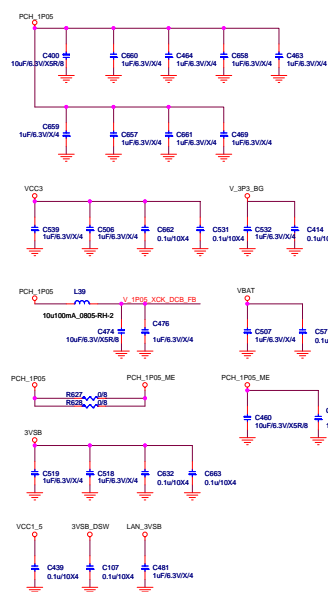 PCH_1P05
C400 C660 C464 C658 C463
10uF/6.3V/X5R/8 1uF/6.3V/X/4 1uF/6.3V/X/4 1uF/6.3V/X/4 1uF/6.3V/X/4
C659 C657 C661 C469
1uF/6.3V/X/4 1uF/6.3V/X/4 1uF/6.3V/X/4 1uF/6.3V/X/4
VCC3 V_3P3_BG
C539 C506 C662 C531 C532 C414
1uF/6.3V/X/4 1uF/6.3V/X/4 0.1u/10X4 0.1u/10X4 1uF/6.3V/X/4
PCH_1P05 L39 V_1P05_XCK_DCB_FB VBAT
10u100mA_0805-RH-2
C474 C476 C507
10uF/6.3V/X5R/8 1uF/6.3V/X/4 1uF/6.3V/X/4
PCH_1P05 PCH_1P05_ME PCH_1P05_ME
R627 0/8
R628 0/8
C460
10uF/6.3V/X5R/8
3VSB
C519 C518 C632 C663
1uF/6.3V/X/4 1uF/6.3V/X/4 0.1u/10X4 0.1u/10X4
VCC1_5 3VSB_DSW LAN_3VSB
C439 C107 C481
0.1u/10X4 0.1u/10X4 1uF/6.3V/X/4